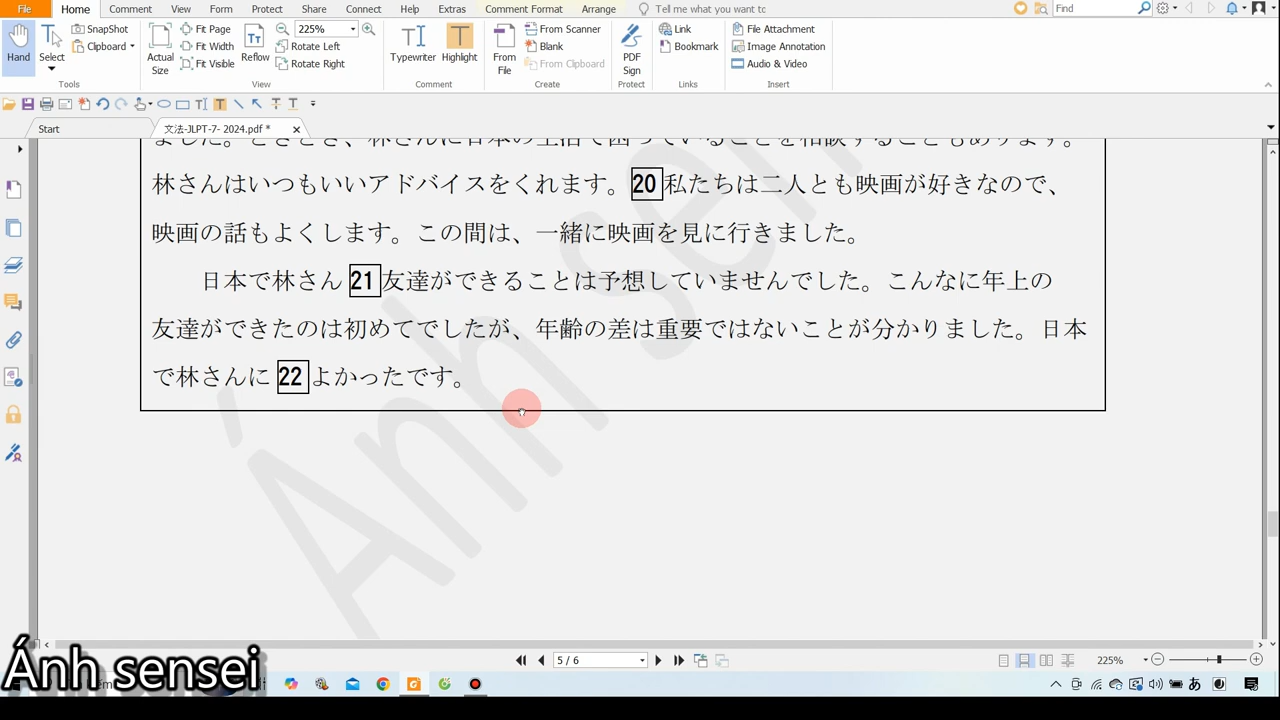 File Home Comment View Form Protect Share Connect Help Extras Comment Format Arrange Tell me what you want tc Find
Hand Select SnapShot Clipboard Actual Size Fit Page Fit Width Fit Visible Reflow 225% Rotate Left Rotate Right Typewriter Highlight From File From Scanner Blank From Clipboard PDF Sign Link Bookmark File Attachment Image Annotation Audio & Video
Tools View Comment Create Protect Links Insert
Start 文法-JLPT-7- 2024.pdf *
ました。ときどき、林さんに日本の生活で困っていることを相談することもあります。
林さんはいつもいいアドバイスをくれます。 20 私たちは二人とも映画が好きなので、
映画の話もよくします。この間は、一緒に映画を見に行きました。
日本で林さん 21 友達ができることは予想していませんでした。こんなに年上の
友達ができたのは初めてでしたが、年齢の差は重要ではないことが分かりました。日本
で林さんに 22 よかったです。
Ánh sen
5 / 6 225%
Ánh sensei
あ